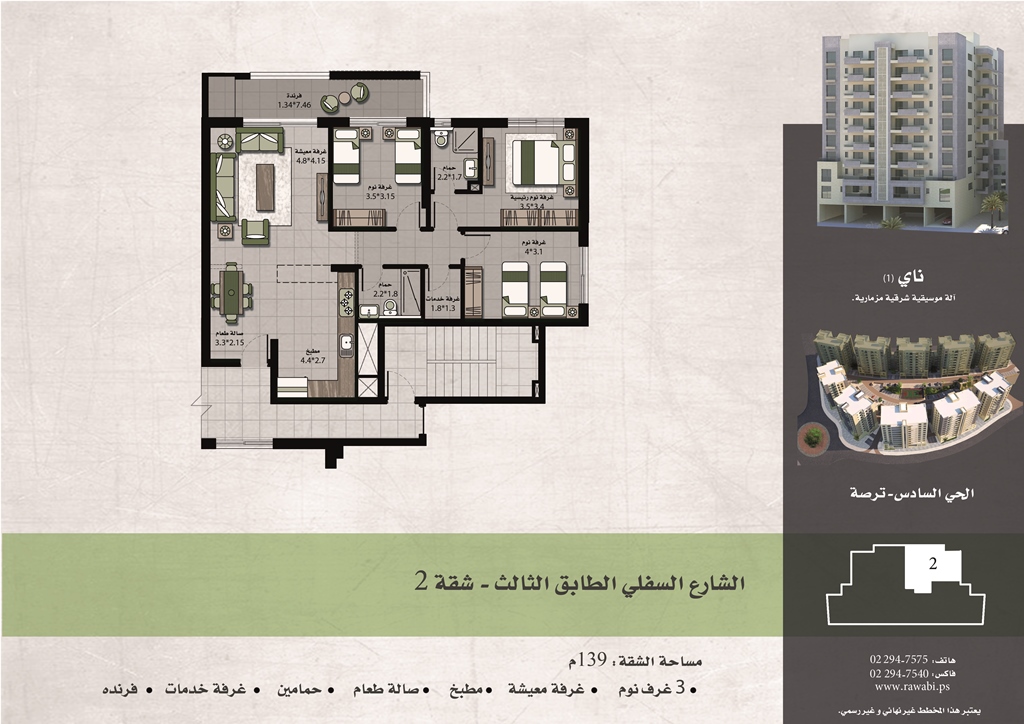 فرندة
1.34*7.46
غرفة معيشة
4.8*4.15
غرفة نوم
3.5*3.15
حمام
2.2*1.7
غرفة نوم رئيسية
3.5*3.4
غرفة نوم
4*3.1
حمام
2.2*1.8
غرفة خدمات
1.8*1.3
صالة طعام
3.3*2.15
مطبخ
4.4*2.7
ناي (1)
آلة موسيقية شرقية مزمارية.
الحي السادس-ترصة
2
الشارع السفلي الطابق الثالث - شقة 2
مساحة الشقة: 139م
• 3 غرف نوم • غرفة معيشة • مطبخ • صالة طعام • حمامين • غرفة خدمات • فرنده
هاتف: 02 294-7575
فاكس: 02 294-7540
www.rawabi.ps
يعتبر هذا المخطط غير نهائي و غير رسمي.